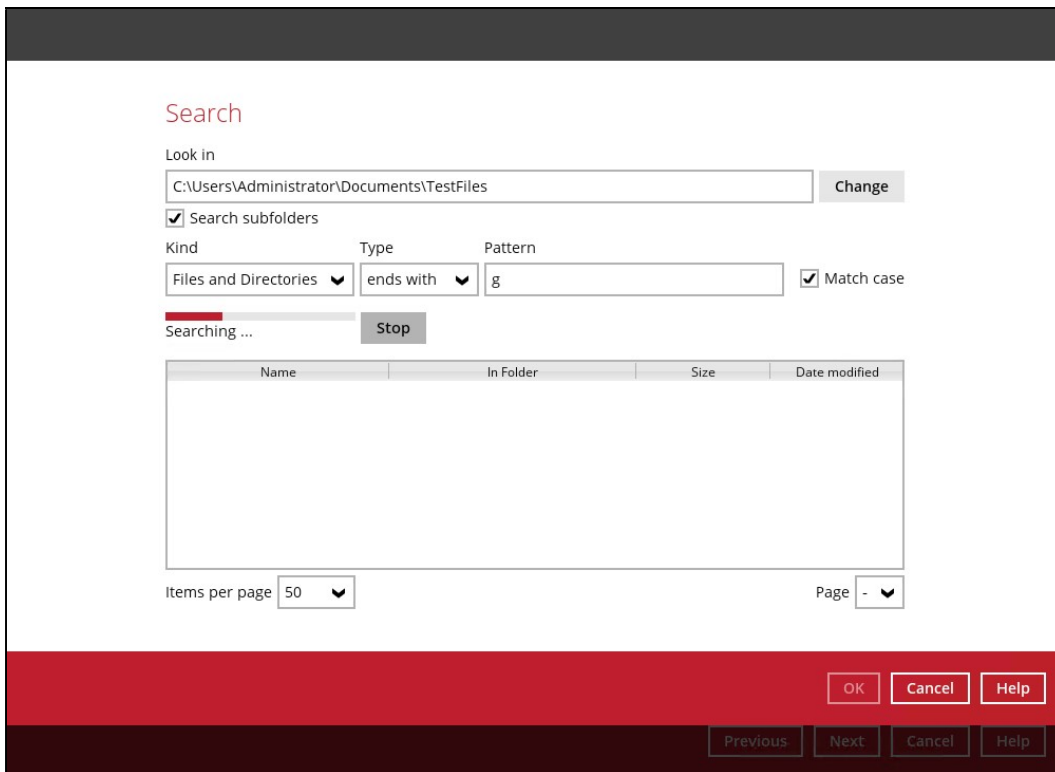 Search
Look in
C:\Users\Administrator\Documents\TestFiles Change
Search subfolders
Kind Type Pattern
Files and Directories ends with g Match case
Searching ... Stop
Name In Folder Size Date modified
Items per page 50 Page -
OK Cancel Help
Previous Next Cancel Help